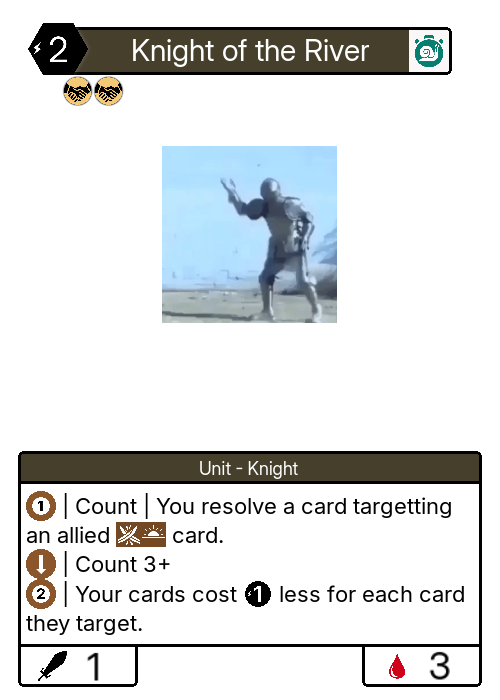 2 Knight of the River
Unit - Knight
1 | Count | You resolve a card targetting
an allied card.
| Count 3+
2 | Your cards cost 1 less for each card
they target.
1 3